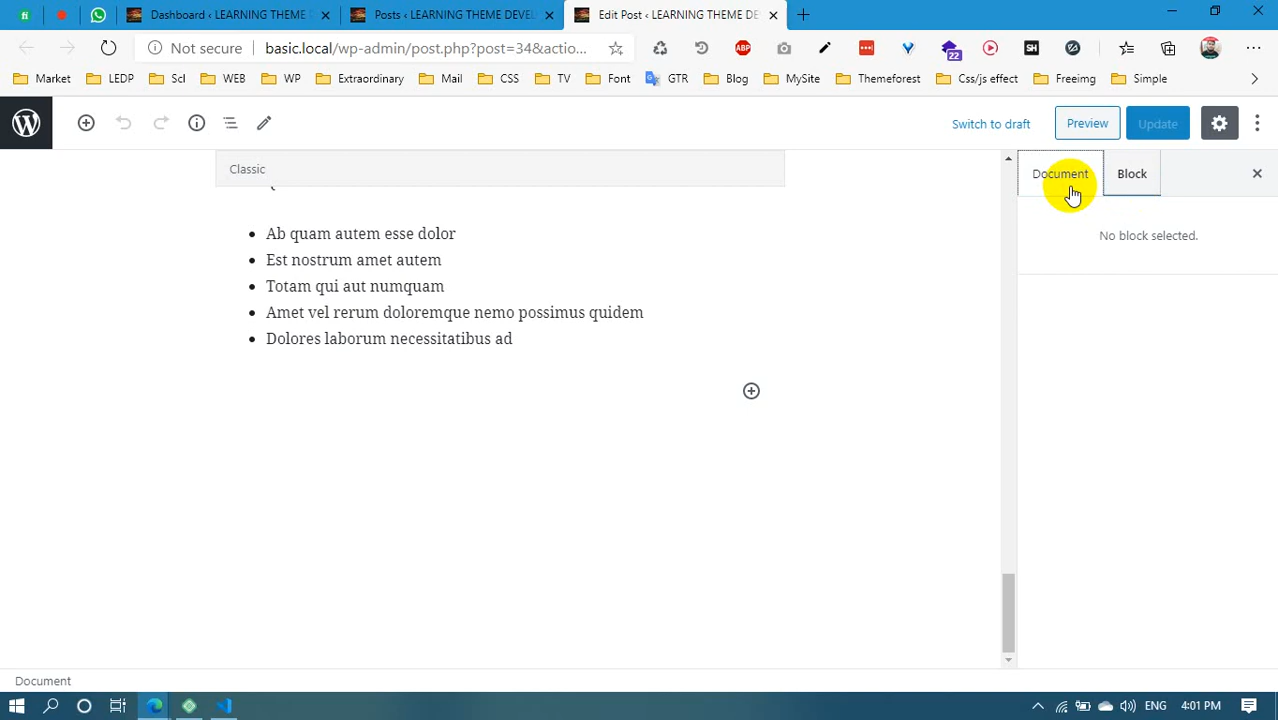 Dashboard ‹ LEARNING THEME D
Posts ‹ LEARNING THEME DEVEL
Edit Post ‹ LEARNING THEME DE
Not secure
basic.local/wp-admin/post.php?post=34&actio...
ABP
22
SH
Market
LEDP
Scl
WEB
WP
Extraordinary
Mail
CSS
TV
Font
GTR
Blog
MySite
Themeforest
Css/js effect
Freeimg
Simple
Switch to draft
Preview
Update
Classic
Document
Block
No block selected.
Ab quam autem esse dolor
Est nostrum amet autem
Totam qui aut numquam
Amet vel rerum doloremque nemo possimus quidem
Dolores laborum necessitatibus ad
Document
ENG
4:01 PM